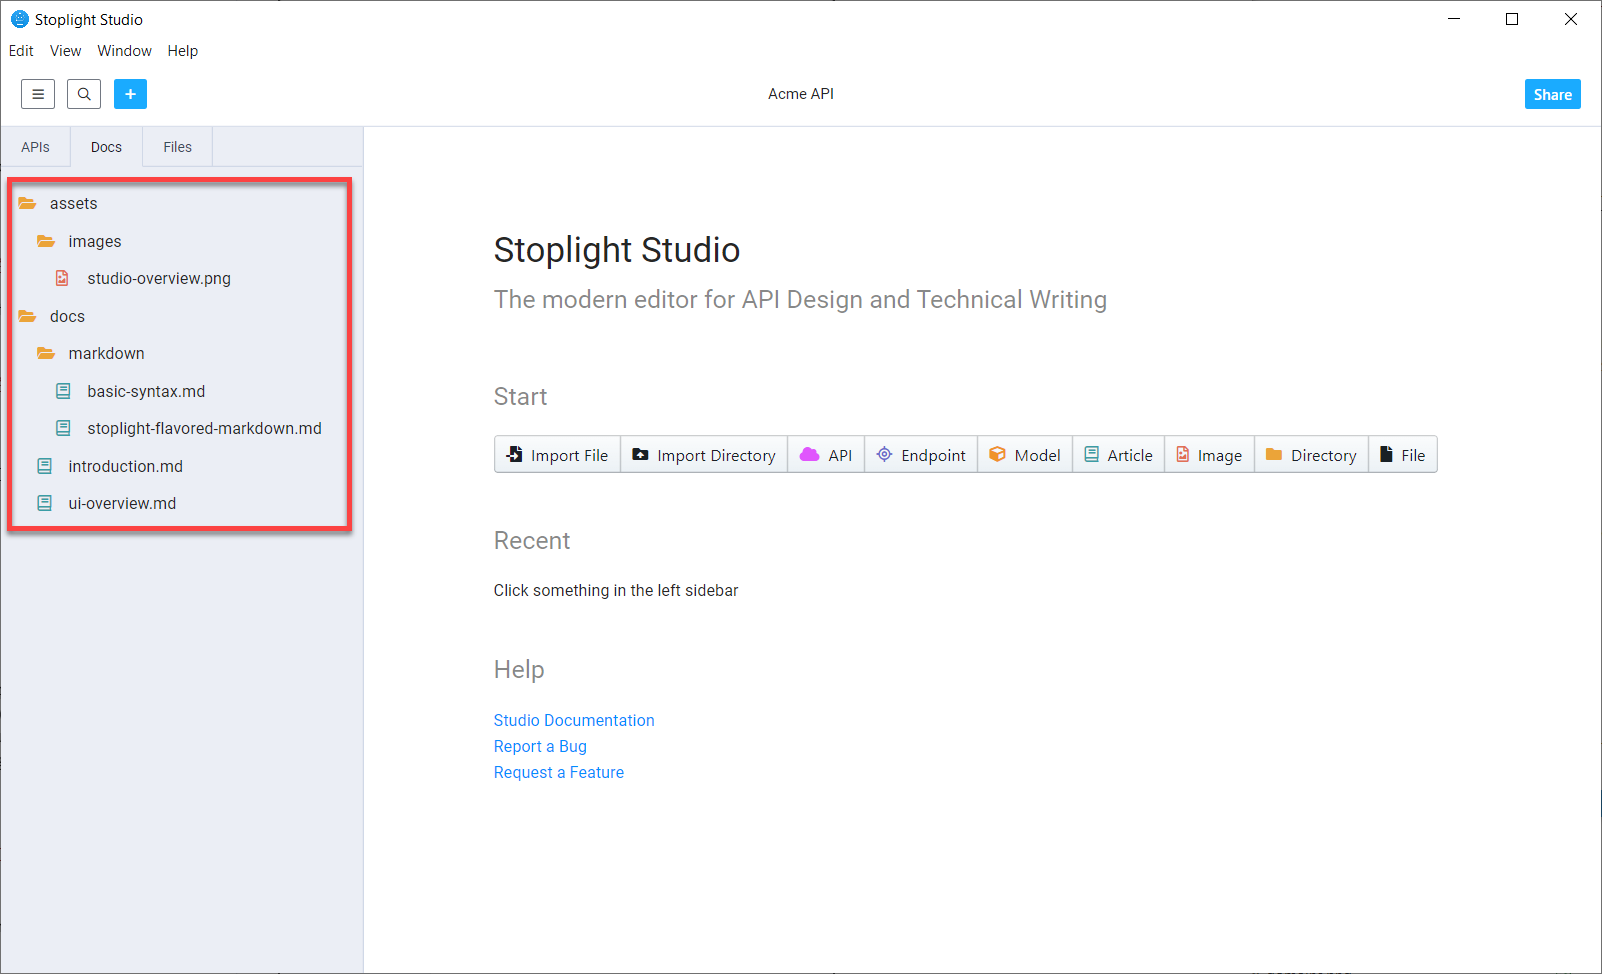 Stoplight Studio
Edit View Window Help
Acme API
Share
APIs Docs Files
assets
images
studio-overview.png
docs
markdown
basic-syntax.md
stoplight-flavored-markdown.md
introduction.md
ui-overview.md
Stoplight Studio
The modern editor for API Design and Technical Writing
Start
Import File Import Directory API Endpoint Model Article Image Directory File
Recent
Click something in the left sidebar
Help
Studio Documentation
Report a Bug
Request a Feature